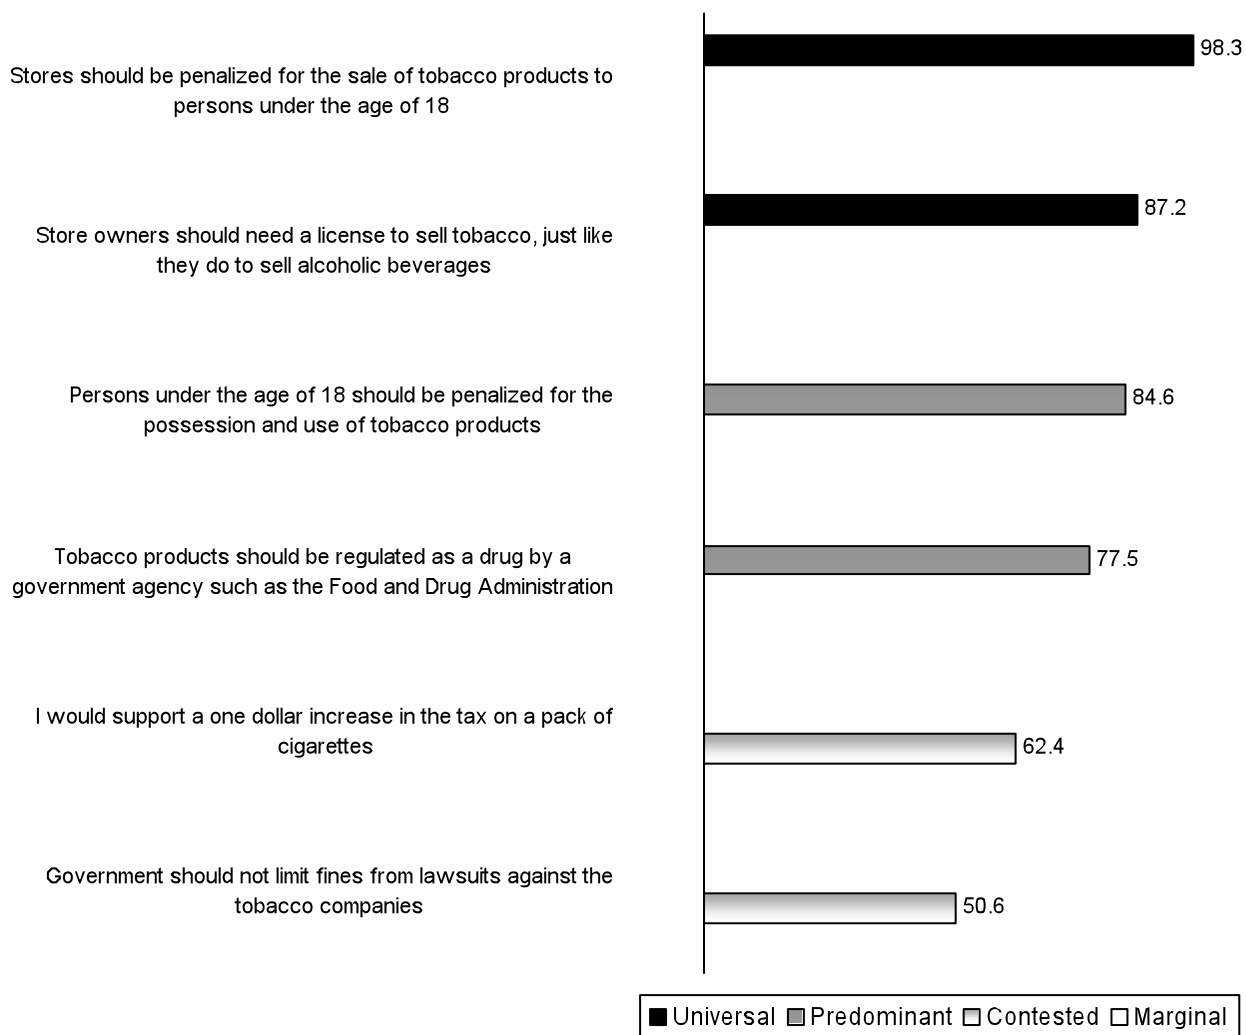 98.3
Stores should be penalized for the sale of tobacco products to
persons under the age of 18
87.2
Store owners should need a license to sell tobacco, just like
they do to sell alcoholic beverages
Persons under the age of 18 should be penalized for the
84.6
possession and use of tobacco products
Tobacco products should be regulated as a drug by a
77.5
government agency such as the Food and Drug Administration
I would support a one dollar increase in the tax on a pack of
cigarettes
62.4
Government should not limit fines from lawsuits against the
tobacco companies
50.6
Universal Predominant Contested Marginal